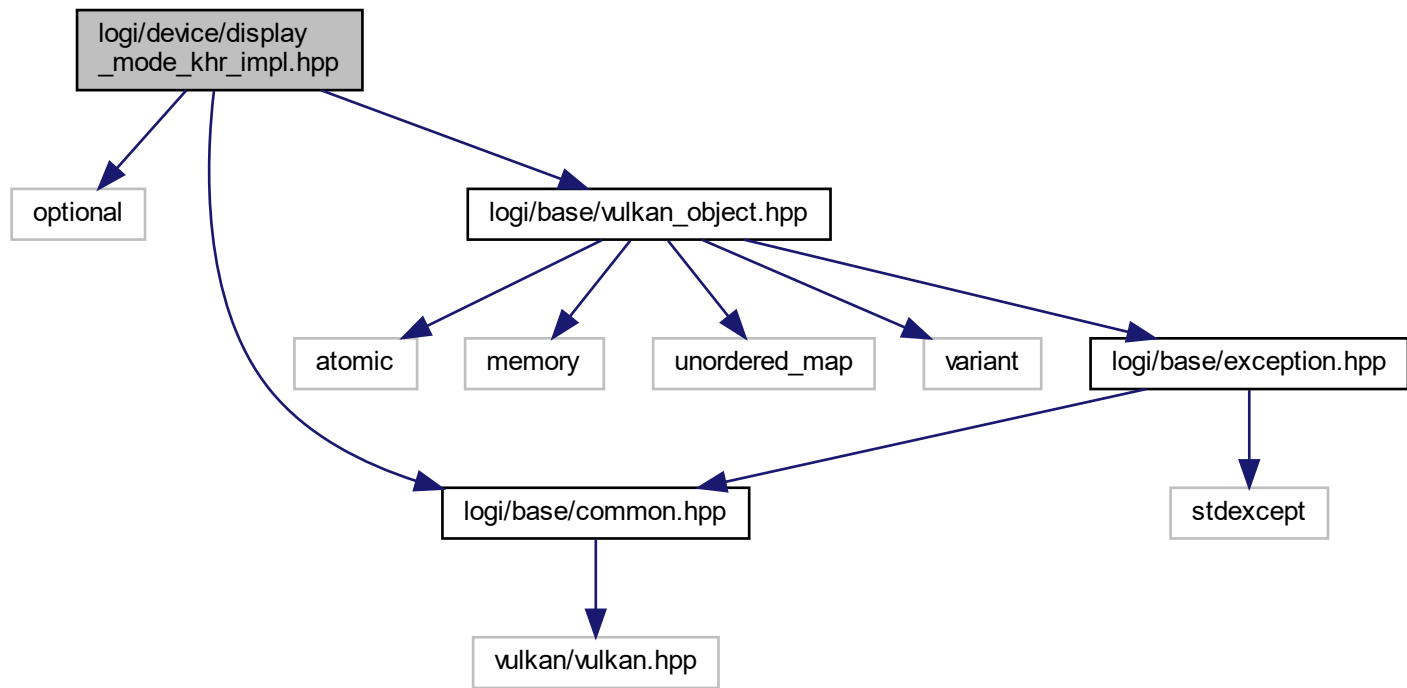 logi/device/display
_mode_khr_impl.hpp
optional
logi/base/vulkan_object.hpp
atomic
memory
unordered_map
variant
logi/base/exception.hpp
logi/base/common.hpp
stdexcept
vulkan/vulkan.hpp